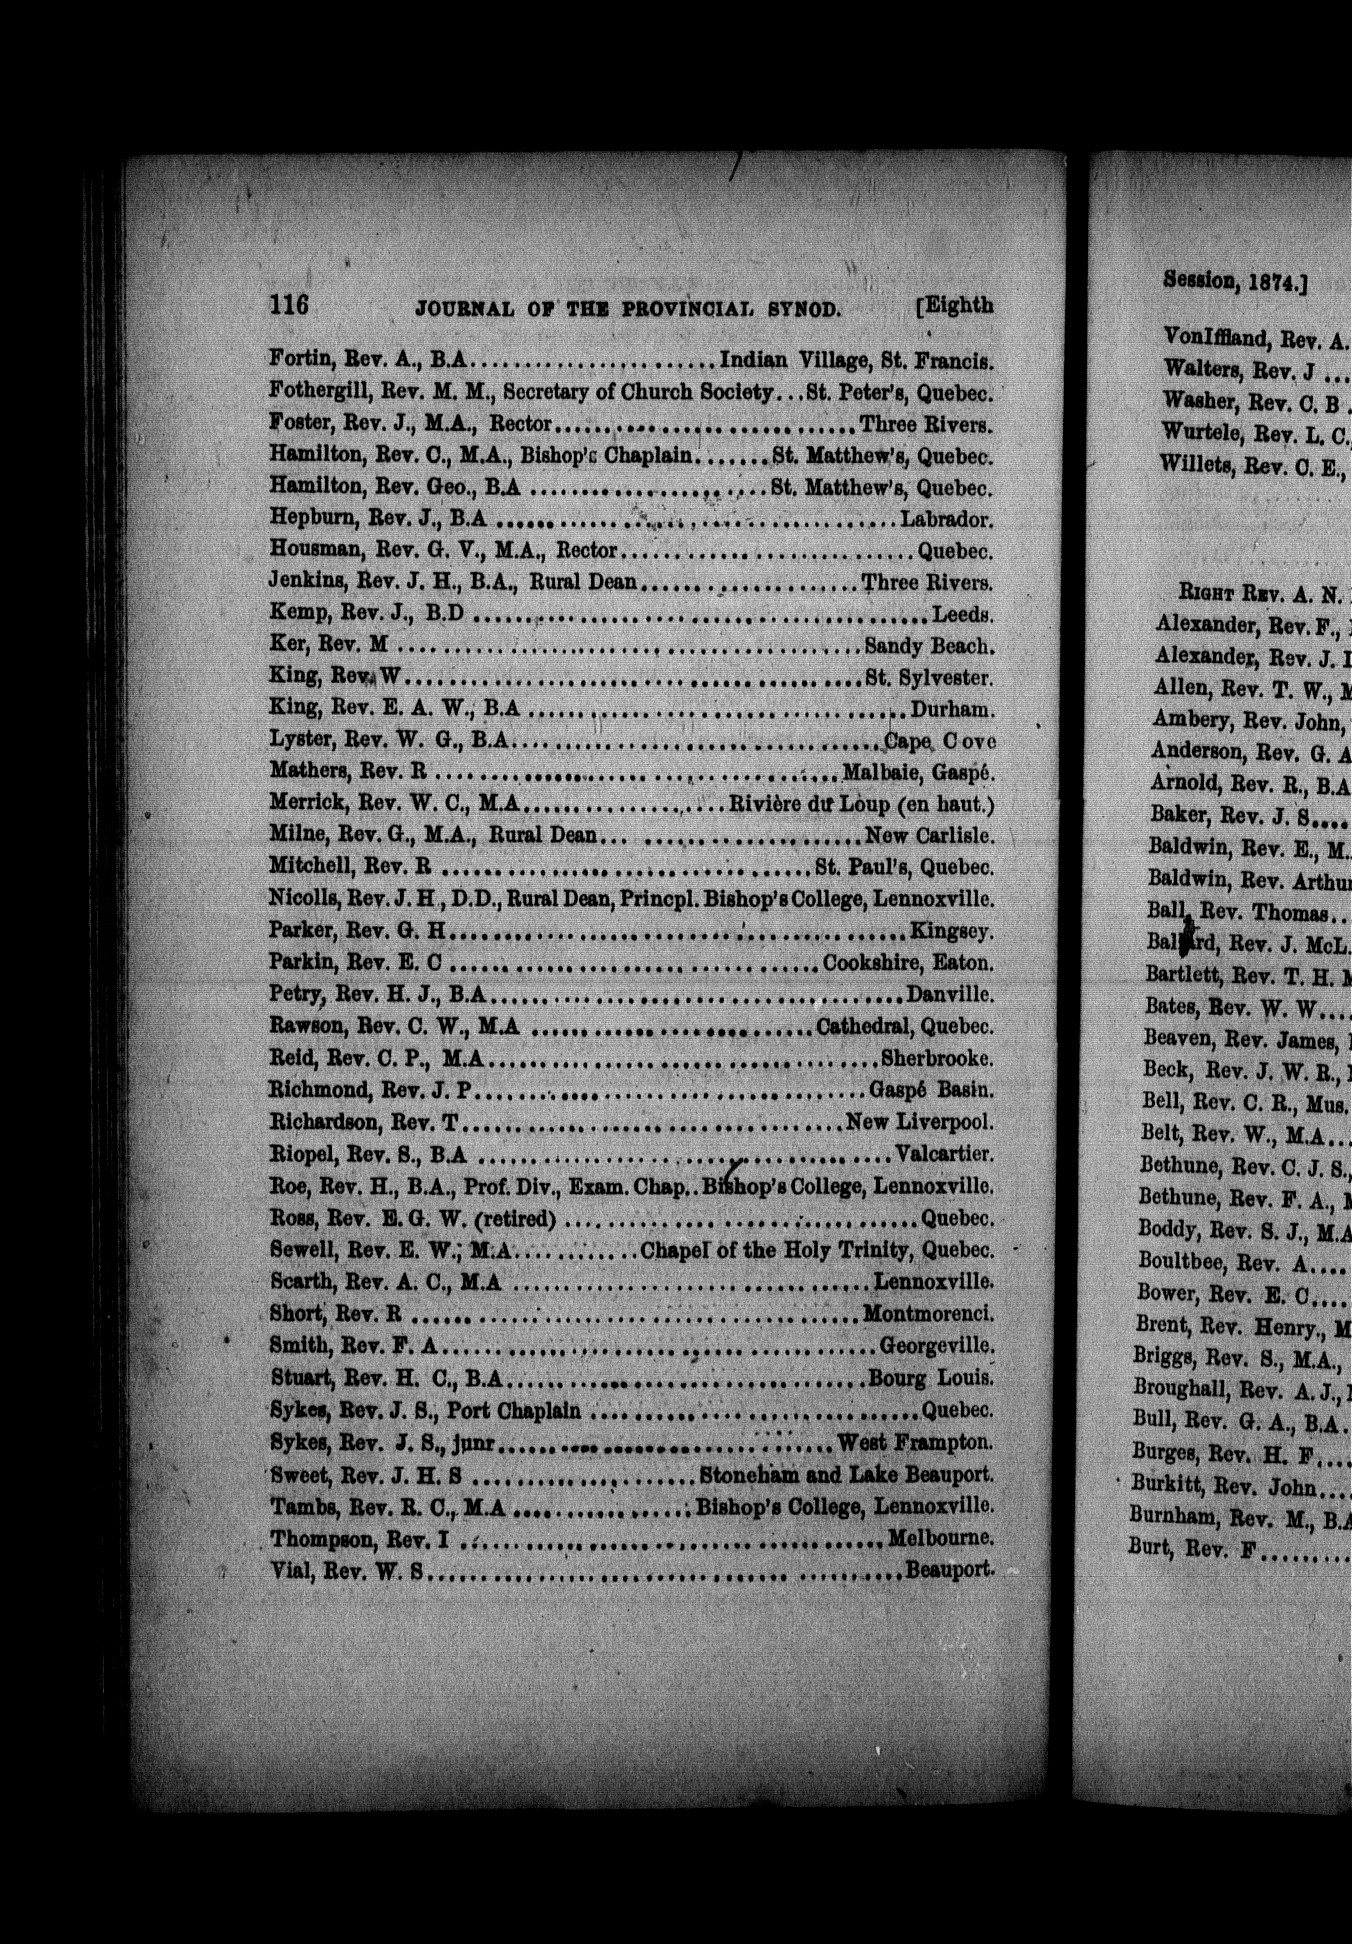 116 JOURNAL OF THE PROVINCIAL SYNOD. [Eighth
Fortin, Rev. A., B.A. Indian Village, St. Francis.
Fothergill, Rev. M. M., Secretary of Church Society...St. Peter's, Quebec.
Foster, Rev. J., M.A., Rector. Three Rivers.
Hamilton, Rev. C., M.A., Bishop's Chaplain. St. Matthew's, Quebec.
Hamilton, Rev. Geo., B.A St. Matthew's, Quebec.
Hepburn, Rev. J., B.A Labrador.
Housman, Rev. G. V., M.A., Rector. Quebec.
Jenkins, Rev. J. H., B.A., Rural Dean. Three Rivers.
Kemp, Rev. J., B.D Leeds.
Ker, Rev. M Sandy Beach.
King, Rev. W. St. Sylvester.
King, Rev. E. A. W., B.A Durham.
Lyster, Rev. W. G., B.A. Cape Cove
Mathers, Rev. R Malbaie, Gaspé.
Merrick, Rev. W. C., M.A. Rivière du Loup (en haut.)
Milne, Rev. G., M.A., Rural Dean. New Carlisle.
Mitchell, Rev. R St. Paul's, Quebec.
Nicolls, Rev. J. H., D.D., Rural Dean, Princpl. Bishop's College, Lennoxville.
Parker, Rev. G. H. Kingsey.
Parkin, Rev. E. C Cookshire, Eaton.
Petry, Rev. H. J., B.A. Danville.
Rawson, Rev. C. W., M.A Cathedral, Quebec.
Reid, Rev. C. P., M.A. Sherbrooke.
Richmond, Rev. J. P. Gaspé Basin.
Richardson, Rev. T. New Liverpool.
Riopel, Rev. S., B.A Valcartier.
Roe, Rev. H., B.A., Prof. Div., Exam. Chap..Bishop's College, Lennoxville.
Ross, Rev. E. G. W. (retired) Quebec.
Sewell, Rev. E. W., M.A. Chapel of the Holy Trinity, Quebec.
Scarth, Rev. A. C., M.A Lennoxville.
Short, Rev. R Montmorenci.
Smith, Rev. F. A. Georgeville.
Stuart, Rev. H. C., B.A. Bourg Louis.
Sykes, Rev. J. S., Port Chaplain Quebec.
Sykes, Rev. J. S., junr. West Frampton.
Sweet, Rev. J. H. S Stoneham and Lake Beauport.
Tambs, Rev. R. C., M.A Bishop's College, Lennoxville.
Thompson, Rev. I Melbourne.
Vial, Rev. W. S. Beauport.
Session, 1874.]
VonIffland, Rev. A.
Walters, Rev. J ...
Washer, Rev. C. B .
Wurtele, Rev. L. C.,
Willets, Rev. C. E.,
RIGHT REV. A. N.
Alexander, Rev. F.,
Alexander, Rev. J.
Allen, Rev. T. W.,
Ambery, Rev. John,
Anderson, Rev. G. A
Arnold, Rev. R., B.A
Baker, Rev. J. S....
Baldwin, Rev. E., M.
Baldwin, Rev. Arthur
Ball, Rev. Thomas..
Rev. J. McL.
Bartlett, Rev. T. H.
Bates, Rev. W. W....
Beaven, Rev. James,
Beck, Rev. J. W. R.,
Bell, Rev. C. R., Mus.
Belt, Rev. W., M.A...
Bethune, Rev. C. J. S.,
Bethune, Rev. F. A.,
Boddy, Rev. S. J., M.A
Boultbee, Rev. A....
Bower, Rev. E. C....
Brent, Rev. Henry., M
Briggs, Rev. S., M.A.,
Broughall, Rev. A. J.,
Bull, Rev. G. A., B.A.
Burges, Rev. H. F....
Burkitt, Rev. John...
Burnham, Rev. M., B.A
Burt, Rev. F.........